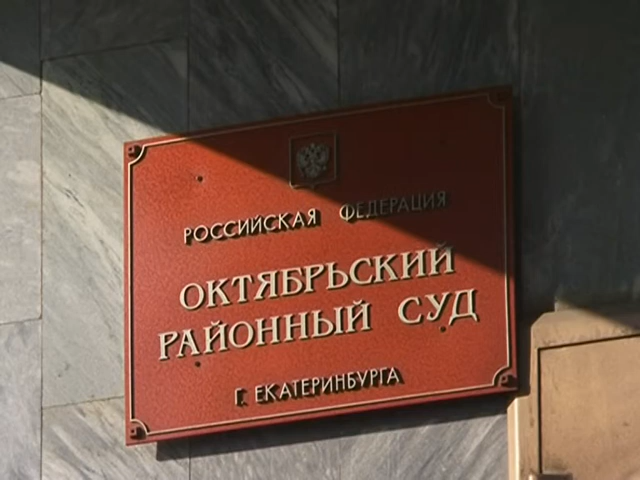 РОССИЙСКАЯ ФЕДЕРАЦИЯ
ОКТЯБРЬСКИЙ
РАЙОННЫЙ СУД
Г. ЕКАТЕРИНБУРГА